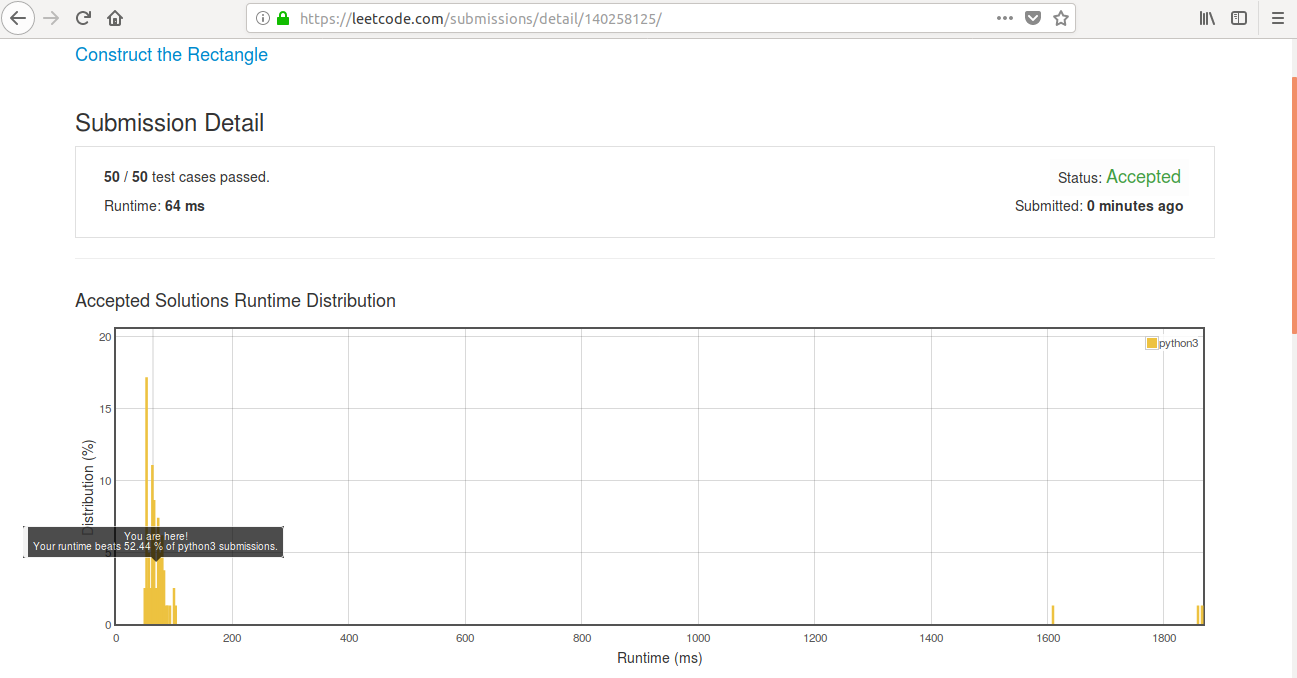 https://leetcode.com/submissions/detail/140258125/
Construct the Rectangle
Submission Detail
50 / 50 test cases passed.
Status: Accepted
Runtime: 64 ms
Submitted: 0 minutes ago
Accepted Solutions Runtime Distribution
20
python3
15
10
Distribution (%)
You are here!
Your runtime beats 52.44 % of python3 submissions.
5
0
0 200 400 600 800 1000 1200 1400 1600 1800
Runtime (ms)